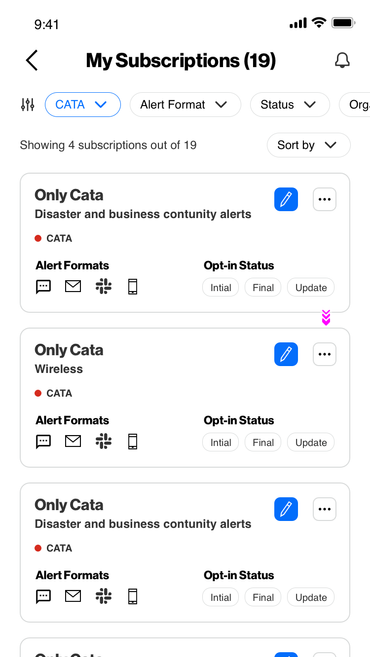 9:41
My Subscriptions (19)
CATA
Alert Format
Status
Org
Showing 4 subscriptions out of 19
Sort by
Only Cata
Disaster and business contunity alerts
CATA
Alert Formats
Opt-in Status
Intial
Final
Update
Only Cata
Wireless
CATA
Alert Formats
Opt-in Status
Intial
Final
Update
Only Cata
Disaster and business contunity alerts
CATA
Alert Formats
Opt-in Status
Intial
Final
Update
Only Cata